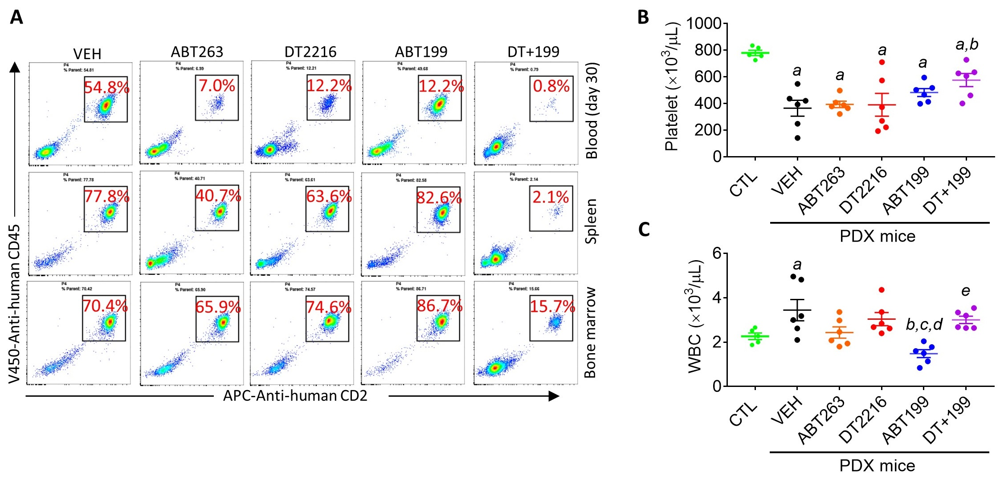 A
VEH ABT263 DT2216 ABT199 DT+199
P4 P4 P4 P4 P4
% Parent: 54.81 % Parent: 6.99 % Parent: 12.21 % Parent: 49.68 % Parent: 0.79
54.8% 7.0% 12.2% 12.2% 0.8%
Blood (day 30)
P4 P4 P4 P4 P4
% Parent: 77.78 % Parent: 40.71 % Parent: 63.61 % Parent: 82.58 % Parent: 2.14
77.8% 40.7% 63.6% 82.6% 2.1%
Spleen
P4 P4 P4 P4 P4
% Parent: 70.42 % Parent: 65.90 % Parent: 74.57 % Parent: 86.71 % Parent: 15.66
70.4% 65.9% 74.6% 86.7% 15.7%
Bone marrow
V450-Anti-human CD45
APC-Anti-human CD2
B
Platelet (×10³/μL)
1000
800
600
400
200
0
a a a a a,b
CTL VEH ABT263 DT2216 ABT199 DT+199
PDX mice
C
WBC (×10³/μL)
6
4
2
0
a b,c,d e
CTL VEH ABT263 DT2216 ABT199 DT+199
PDX mice